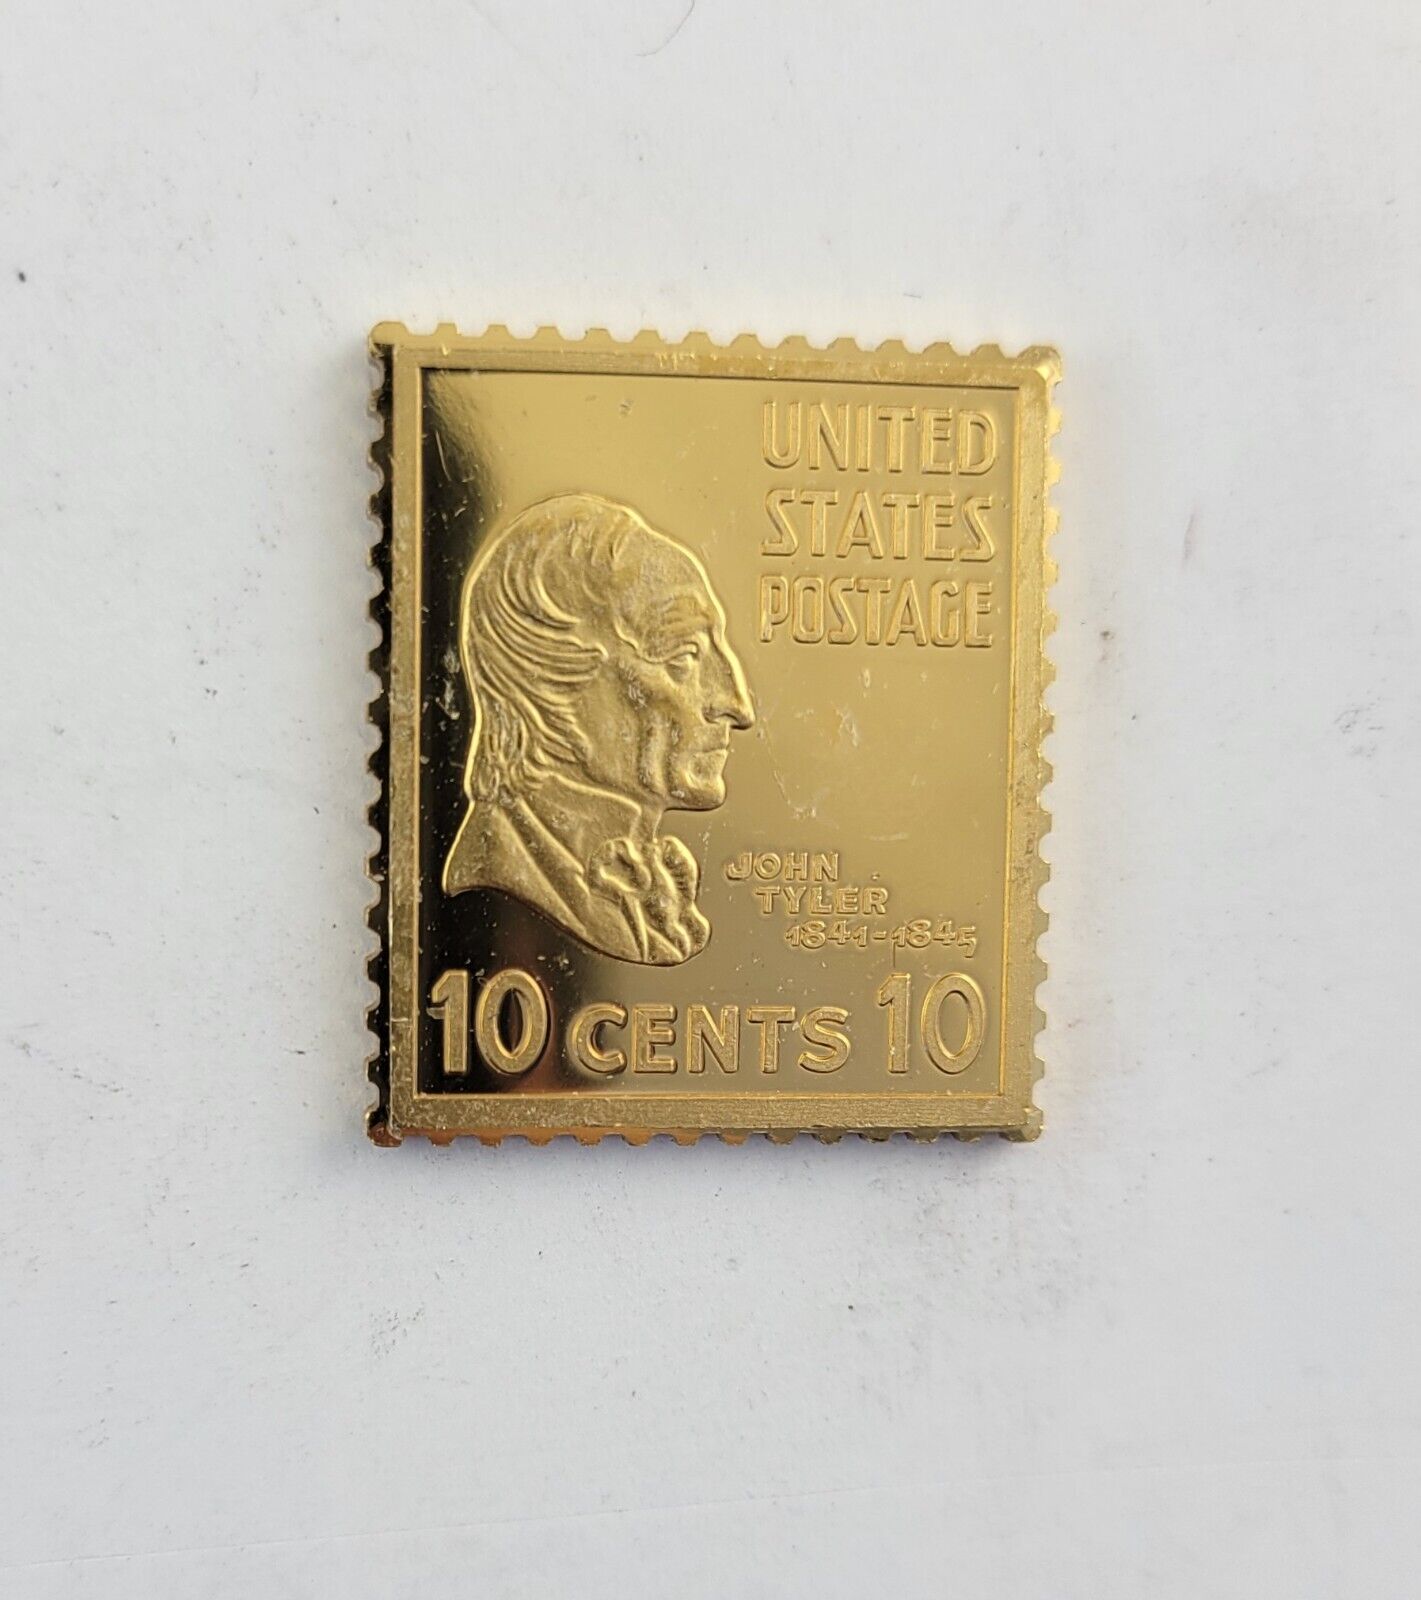 UNITED
STATES
POSTAGE
JOHN
TYLER
1841-1845
10 CENTS 10